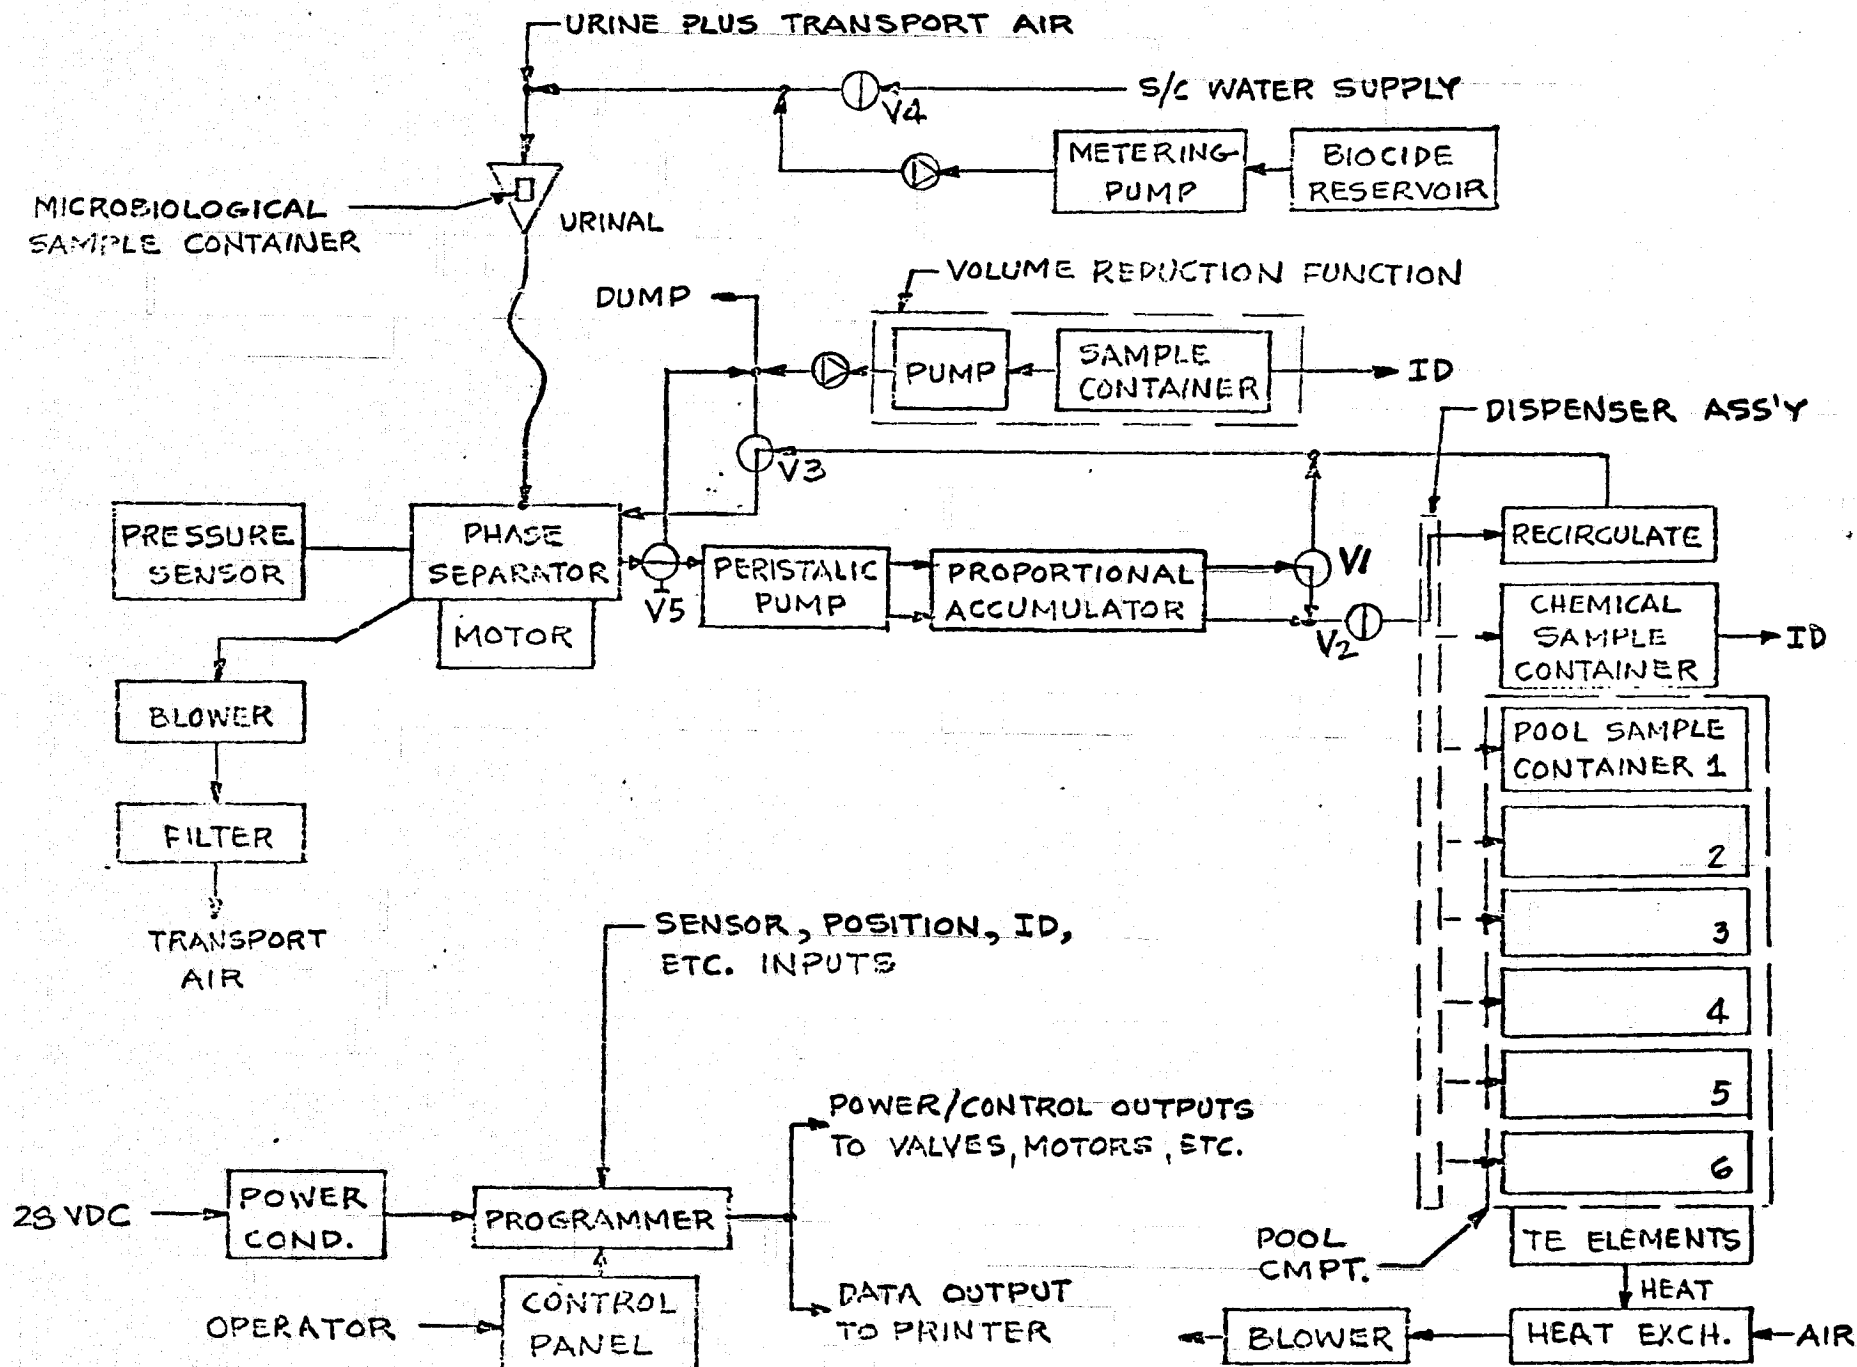 URINE PLUS TRANSPORT AIR
S/C WATER SUPPLY
V4
METERING
PUMP
BIOCIDE
RESERVOIR
MICROBIOLOGICAL
SAMPLE CONTAINER
URINAL
VOLUME REDUCTION FUNCTION
DUMP
PUMP
SAMPLE
CONTAINER
ID
DISPENSER ASS'Y
V3
PRESSURE
SENSOR
PHASE
SEPARATOR
MOTOR
V5
PERISTALIC
PUMP
PROPORTIONAL
ACCUMULATOR
V1
V2
RECIRCULATE
CHEMICAL
SAMPLE
CONTAINER
ID
BLOWER
FILTER
TRANSPORT
AIR
POOL SAMPLE
CONTAINER 1
2
3
4
5
6
SENSOR, POSITION, ID,
ETC. INPUTS
POWER/CONTROL OUTPUTS
TO VALVES, MOTORS, ETC.
28 VDC
POWER
COND.
PROGRAMMER
OPERATOR
CONTROL
PANEL
DATA OUTPUT
TO PRINTER
POOL
CMPT.
TE ELEMENTS
HEAT
HEAT EXCH.
AIR
BLOWER